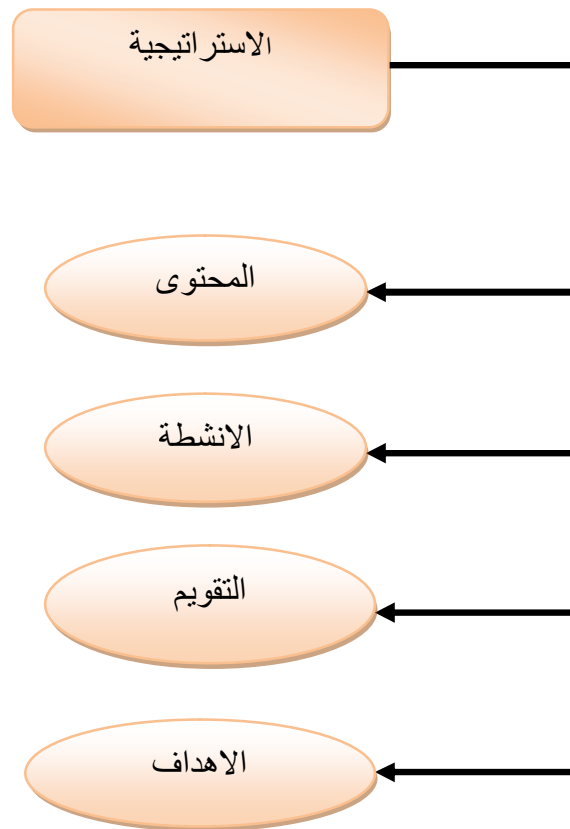 الاستراتيجية
المحتوى
الانشطة
التقويم
الاهداف